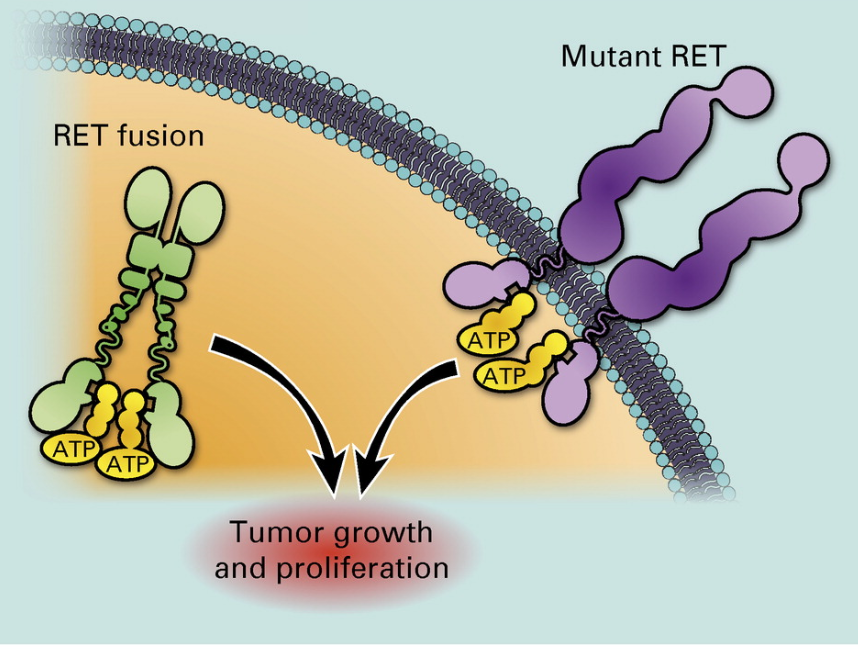 Mutant RET
RET fusion
ATP
ATP
ATP
ATP
Tumor growth
and proliferation